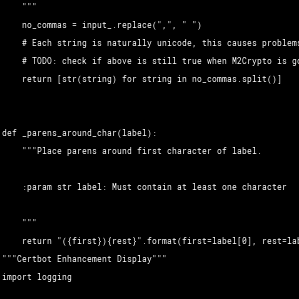 """
no_commas = input_.replace(",", " ")
# Each string is naturally unicode, this causes problems
# TODO: check if above is still true when M2Crypto is
return [str(string) for string in no_commas.split()]
def _parens_around_char(label):
"""Place parens around first character of label.
:param str label: Must contain at least one character
"""
return "({first}){rest}".format(first=label[0],
"""Certbot Enhancement Display"""
import logging